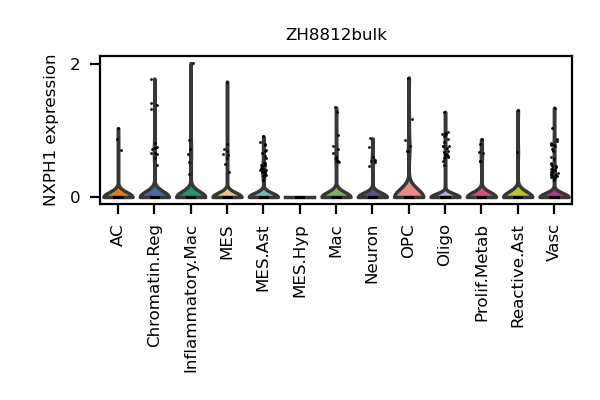 ZH8812bulk
NXPH1 expression
2
0
AC
Chromatin.Reg
Inflammatory.Mac
MES
MES.Ast
MES.Hyp
Mac
Neuron
OPC
Oligo
Prolif.Metab
Reactive.Ast
Vasc